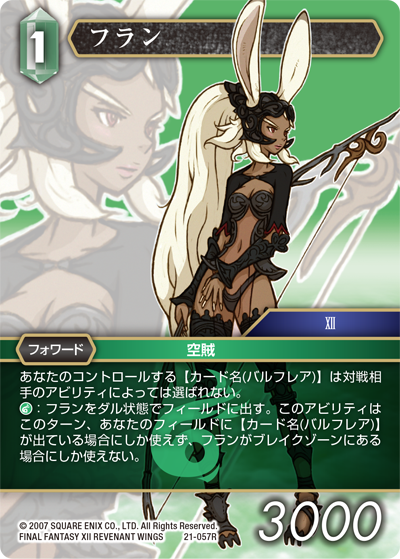 1
フラン
XII
フォワード
空賊
あなたのコントロールする【カード名(バルフレア)】は対戦相
手のアビリティによっては選ばれない。
:フランをダル状態でフィールドに出す。このアビリティは
このターン、あなたのフィールドに【カード名(バルフレア)】
が出ている場合にしか使えず、フランがブレイクゾーンにある
場合にしか使えない。
© 2007 SQUARE ENIX CO., LTD. All Rights Reserved.
FINAL FANTASY XII REVENANT WINGS
21-057R
3000